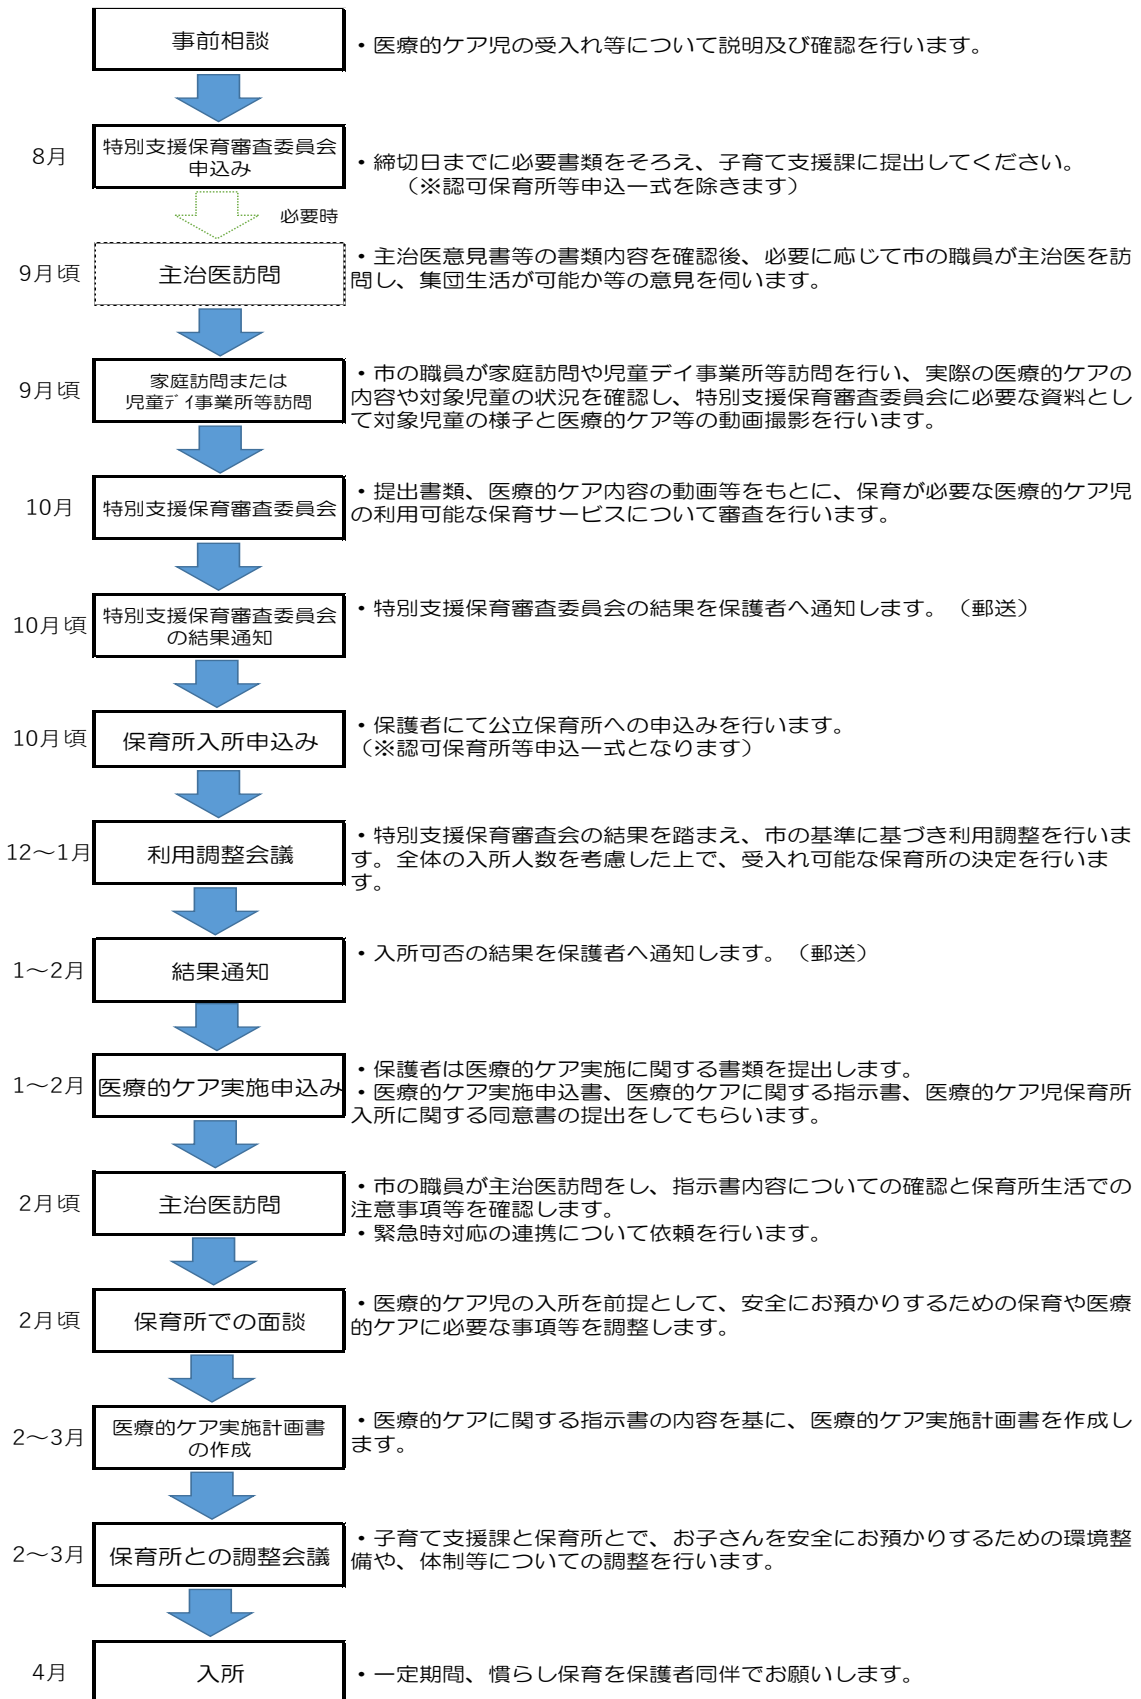 事前相談
・医療的ケア児の受入れ等について説明及び確認を行います。
8月
特別支援保育審査委員会
申込み
・締切日までに必要書類をそろえ、子育て支援課に提出してください。
（※認可保育所等申込一式を除きます）
必要時
9月頃
主治医訪問
・主治医意見書等の書類内容を確認後、必要に応じて市の職員が主治医を訪
問し、集団生活が可能か等の意見を伺います。
9月頃
家庭訪問または
児童デイ事業所等訪問
・市の職員が家庭訪問や児童デイ事業所等訪問を行い、実際の医療的ケアの
内容や対象児童の状況を確認し、特別支援保育審査委員会に必要な資料とし
て対象児童の様子と医療的ケア等の動画撮影を行います。
10月
特別支援保育審査委員会
・提出書類、医療的ケア内容の動画等をもとに、保育が必要な医療的ケア児
の利用可能な保育サービスについて審査を行います。
10月頃
特別支援保育審査委員会
の結果通知
・特別支援保育審査委員会の結果を保護者へ通知します。（郵送）
10月頃
保育所入所申込み
・保護者にて公立保育所への申込みを行います。
（※認可保育所等申込一式となります）
12～1月
利用調整会議
・特別支援保育審査会の結果を踏まえ、市の基準に基づき利用調整を行いま
す。全体の入所人数を考慮した上で、受入れ可能な保育所の決定を行いま
す。
1～2月
結果通知
・入所可否の結果を保護者へ通知します。（郵送）
1～2月
医療的ケア実施申込み
・保護者は医療的ケア実施に関する書類を提出します。
・医療的ケア実施申込書、医療的ケアに関する指示書、医療的ケア児保育所
入所に関する同意書の提出をしてもらいます。
2月頃
主治医訪問
・市の職員が主治医訪問をし、指示書内容についての確認と保育所生活での
注意事項等を確認します。
・緊急時対応の連携について依頼を行います。
2月頃
保育所での面談
・医療的ケア児の入所を前提として、安全にお預かりするための保育や医療
的ケアに必要な事項等を調整します。
2～3月
医療的ケア実施計画書
の作成
・医療的ケアに関する指示書の内容を基に、医療的ケア実施計画書を作成し
ます。
2～3月
保育所との調整会議
・子育て支援課と保育所とで、お子さんを安全にお預かりするための環境整
備や、体制等についての調整を行います。
4月
入所
・一定期間、慣らし保育を保護者同伴でお願いします。